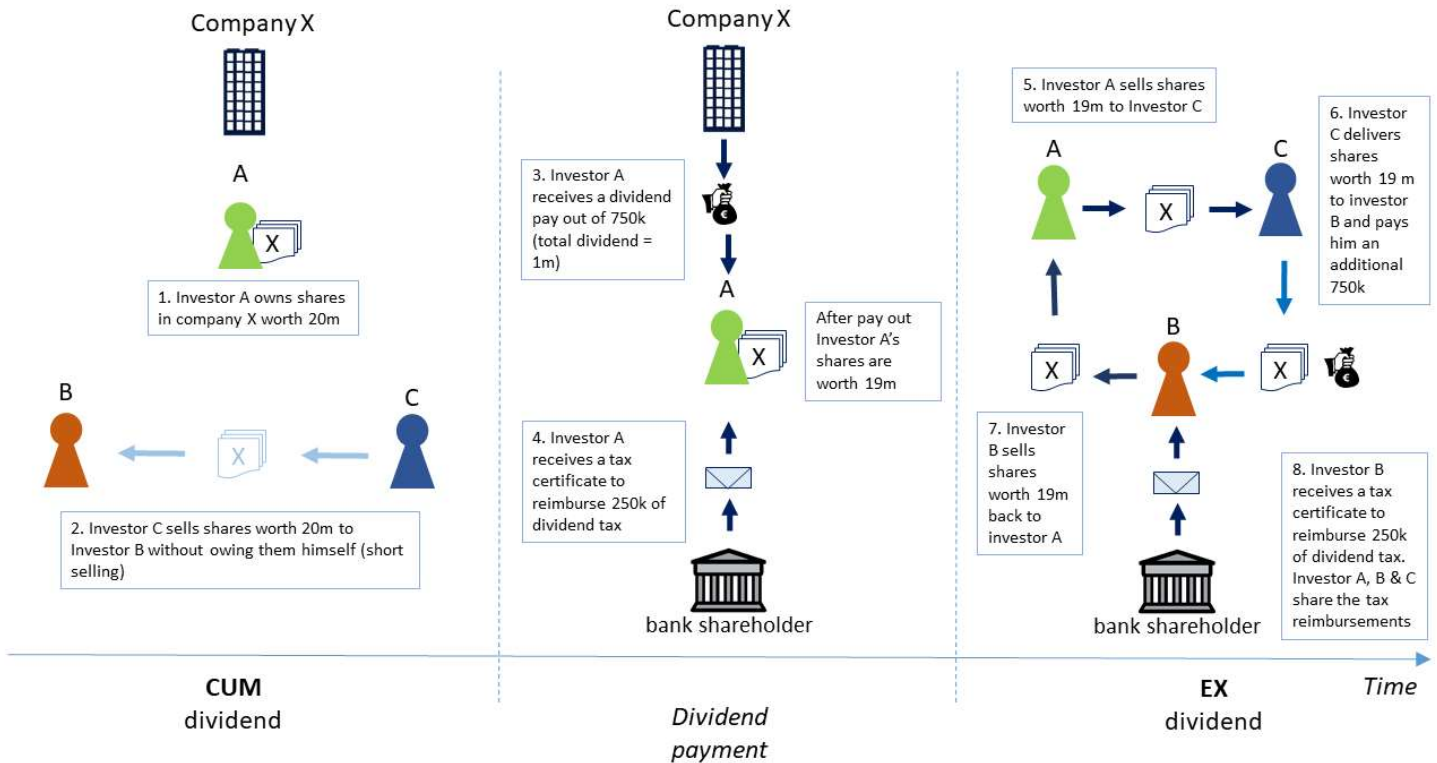 Company X
A
X
1. Investor A owns shares
in company X worth 20m
B
C
X
2. Investor C sells shares worth 20m to
Investor B without owing them himself (short
selling)
CUM
dividend
Company X
3. Investor A
receives a dividend
pay out of 750k
(total dividend =
1m)
€
A
X
After pay out
Investor A's
shares are
worth 19m
4. Investor A
receives a tax
certificate to
reimburse 250k of
dividend tax
bank shareholder
Dividend
payment
5. Investor A sells shares
worth 19m to Investor C
A
X
C
6. Investor
C delivers
shares
worth 19 m
to investor
B and pays
him an
additional
750k
X
B
X
€
7. Investor
B sells
shares
worth 19m
back to
investor A
8. Investor B
receives a tax
certificate to
reimburse 250k
of dividend tax.
Investor A, B & C
share the tax
reimbursements
bank shareholder
EX
dividend
Time